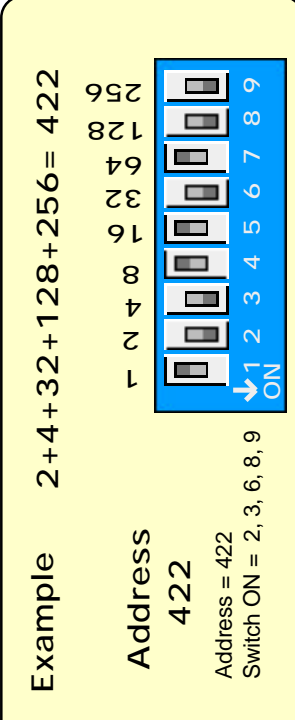 Example 2+4+32+128+256= 422
1 2 4 8 16 32 64 128 256
1 2 3 4 5 6 7 8 9
ON
Address
422
Address = 422
Switch ON = 2, 3, 6, 8, 9